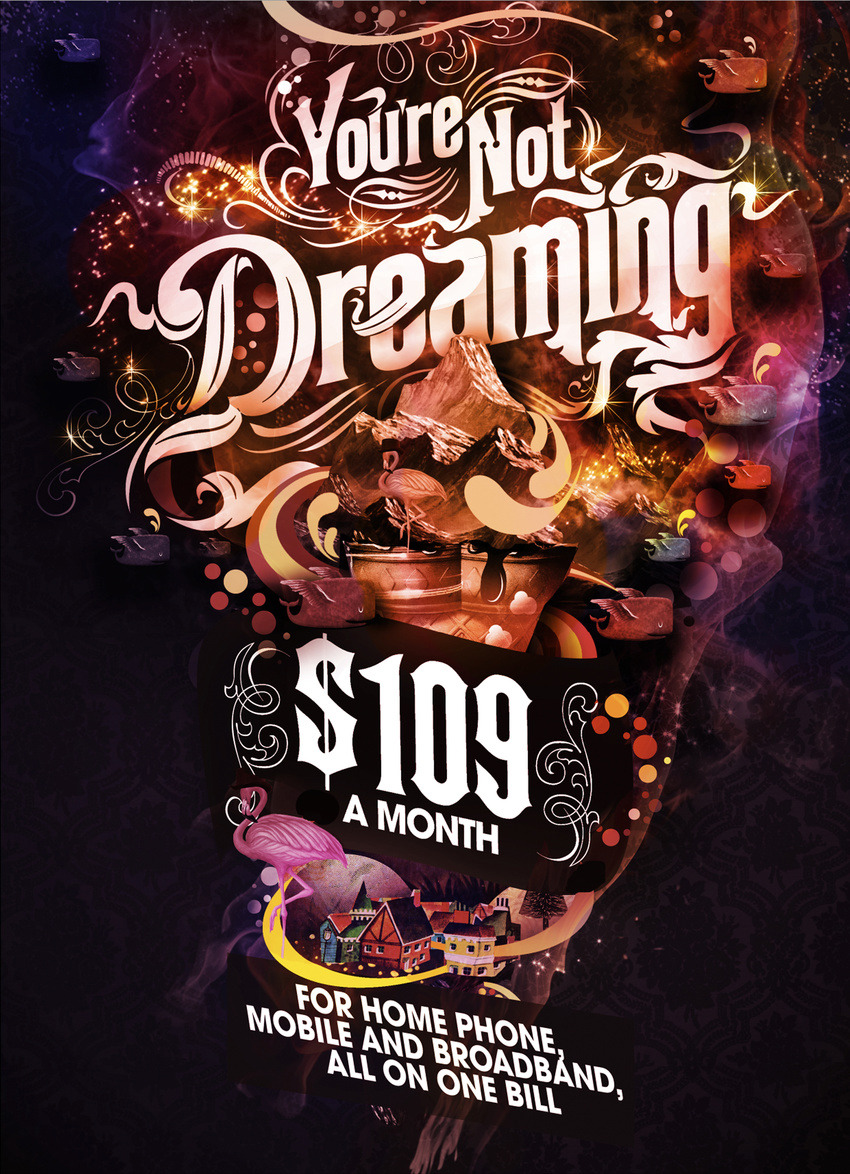 You're Not
Dreaming
$109
A MONTH
FOR HOME PHONE,
MOBILE AND BROADBAND,
ALL ON ONE BILL